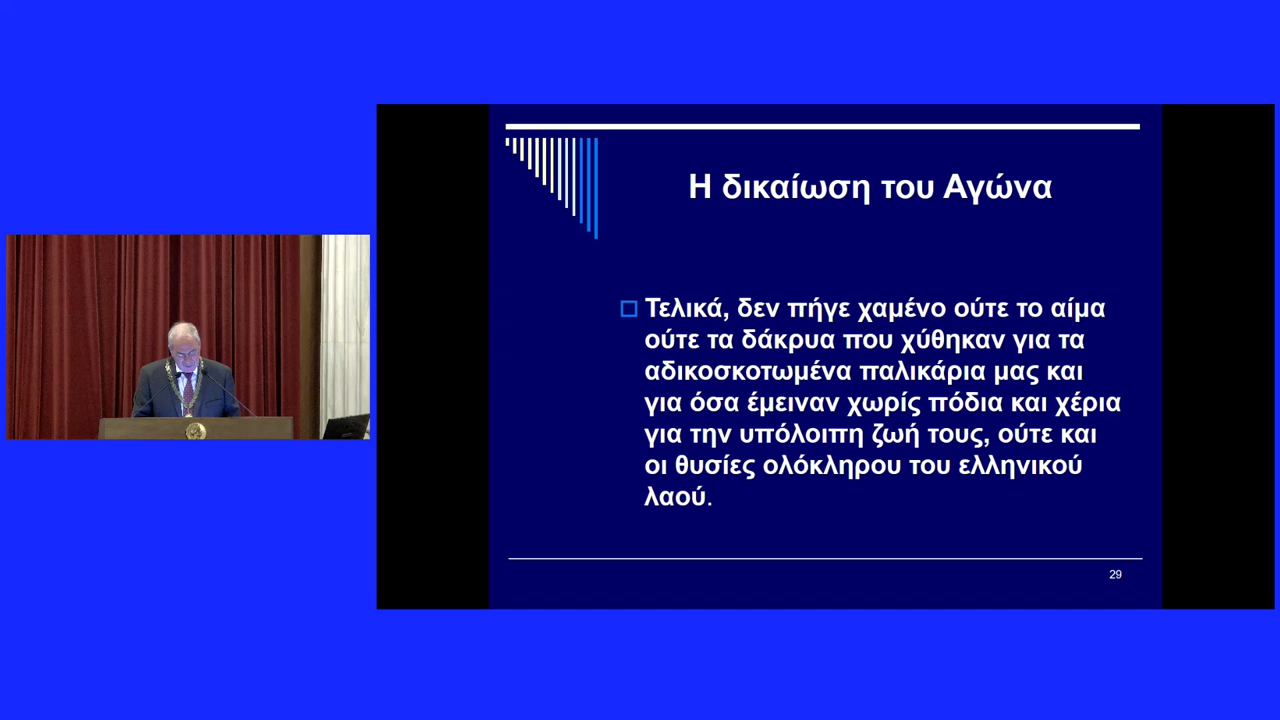 Η δικαίωση του Αγώνα
Τελικά, δεν πήγε χαμένο ούτε το αίμα
ούτε τα δάκρυα που χύθηκαν για τα
αδικοσκοτωμένα παλικάρια μας και
για όσα έμειναν χωρίς πόδια και χέρια
για την υπόλοιπη ζωή τους, ούτε και
οι θυσίες ολόκληρου του ελληνικού
λαού.
29